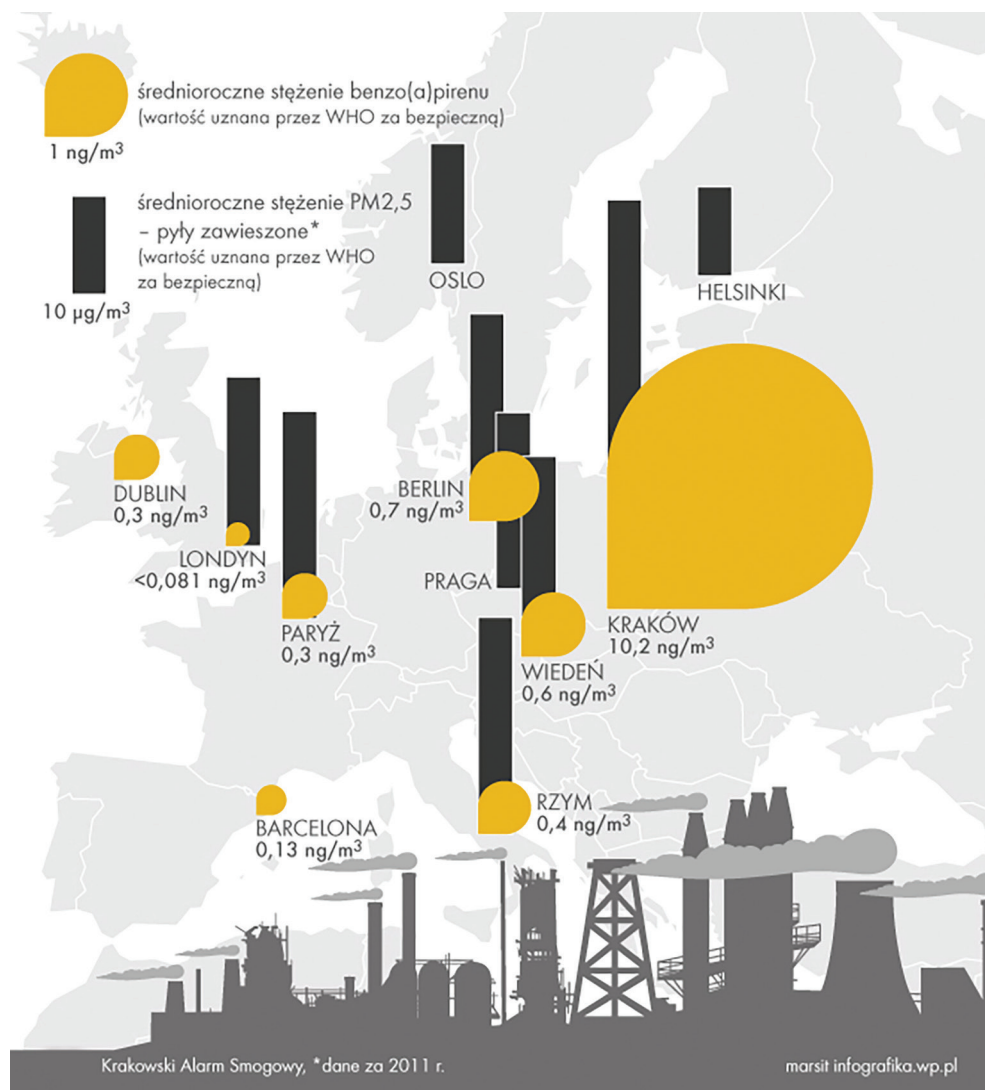 średnioroczne stężenie benzo(a)pirenu
(wartość uznana przez WHO za bezpieczną)
1 ng/m³
średnioroczne stężenie PM2,5
– pyły zawieszone*
(wartość uznana przez WHO
za bezpieczną)
10 µg/m³
OSLO
HELSINKI
DUBLIN
0,3 ng/m³
LONDYN
<0,081 ng/m³
PARYŻ
0,3 ng/m³
BERLIN
0,7 ng/m³
PRAGA
WIEDEŃ
0,6 ng/m³
KRAKÓW
10,2 ng/m³
BARCELONA
0,13 ng/m³
RZYM
0,4 ng/m³
Krakowski Alarm Smogowy, *dane za 2011 r.
marsit infografika.wp.pl